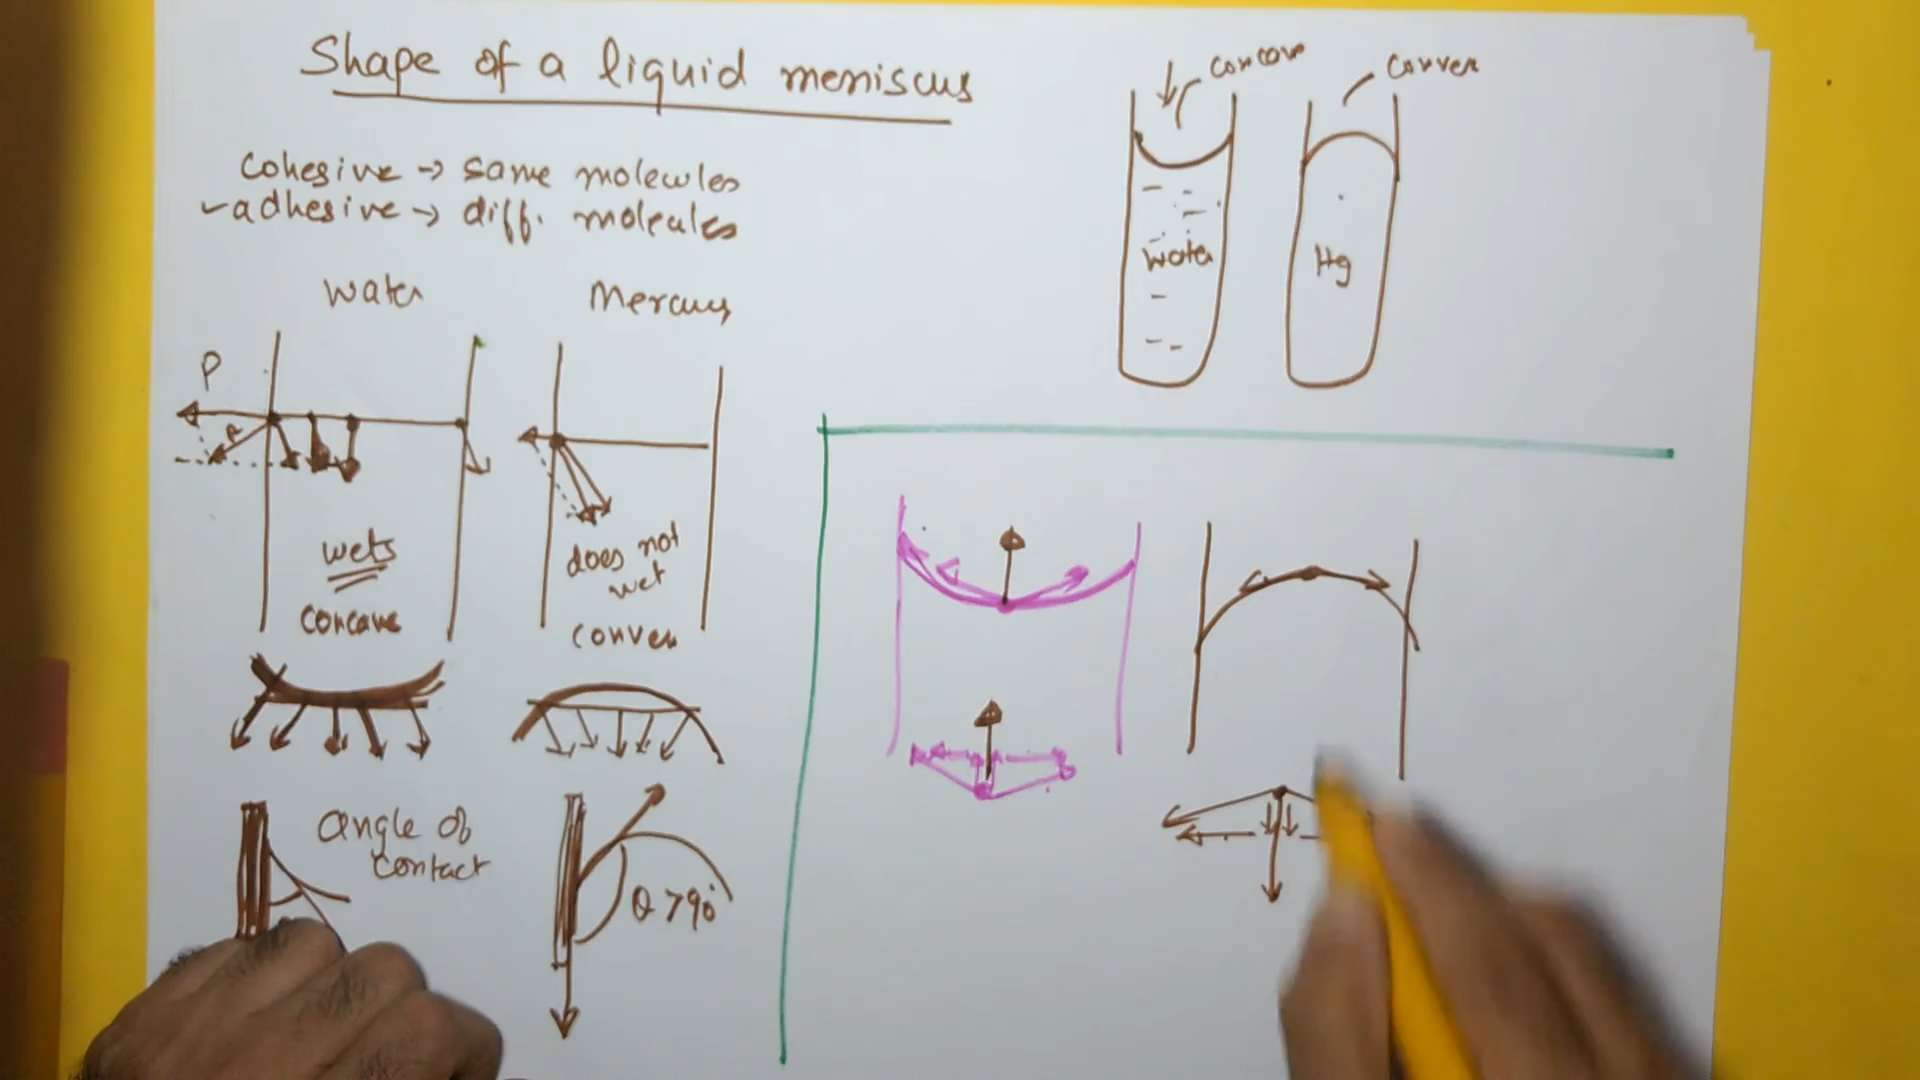 Shape of a liquid meniscus
Cohesive → same molecules
✓adhesive → diff. molecules
Water
Mercury
P
R
wets
concave
does not
wet
convex
angle of
contact
θ > 90°
concave
convex
water
Hg